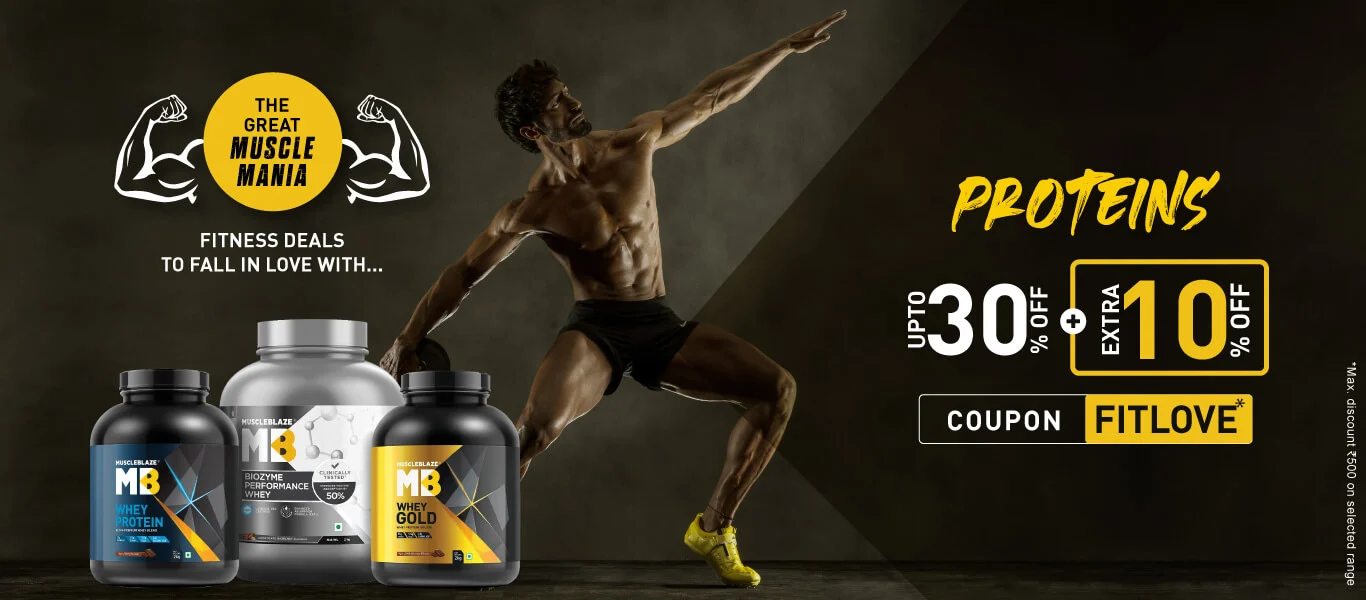 THE
GREAT
MUSCLE
MANIA
FITNESS DEALS
TO FALL IN LOVE WITH...
MUSCLEBLAZE
MB
WHEY
PROTEIN
MUSCLEBLAZE
MB
BIOZYME
PERFORMANCE
WHEY
CLINICALLY
TESTED
50%
MUSCLEBLAZE
MB
WHEY
GOLD
PROTEINS
UPTO 30% OFF + EXTRA 10% OFF
COUPON FITLOVE*
*Max. discount ₹500 on selected range